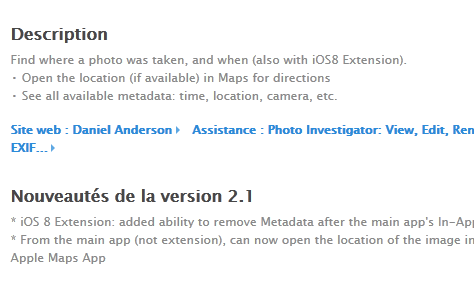 Description
Find where a photo was taken, and when (also with iOS8 Extension).
• Open the location (if available) in Maps for directions
• See all available metadata: time, location, camera, etc.
Site web : Daniel Anderson Assistance : Photo Investigator: View, Edit, Ren
EXIF...
Nouveautés de la version 2.1
* iOS 8 Extension: added ability to remove Metadata after the main app's In-App
* From the main app (not extension), can now open the location of the image in
Apple Maps App